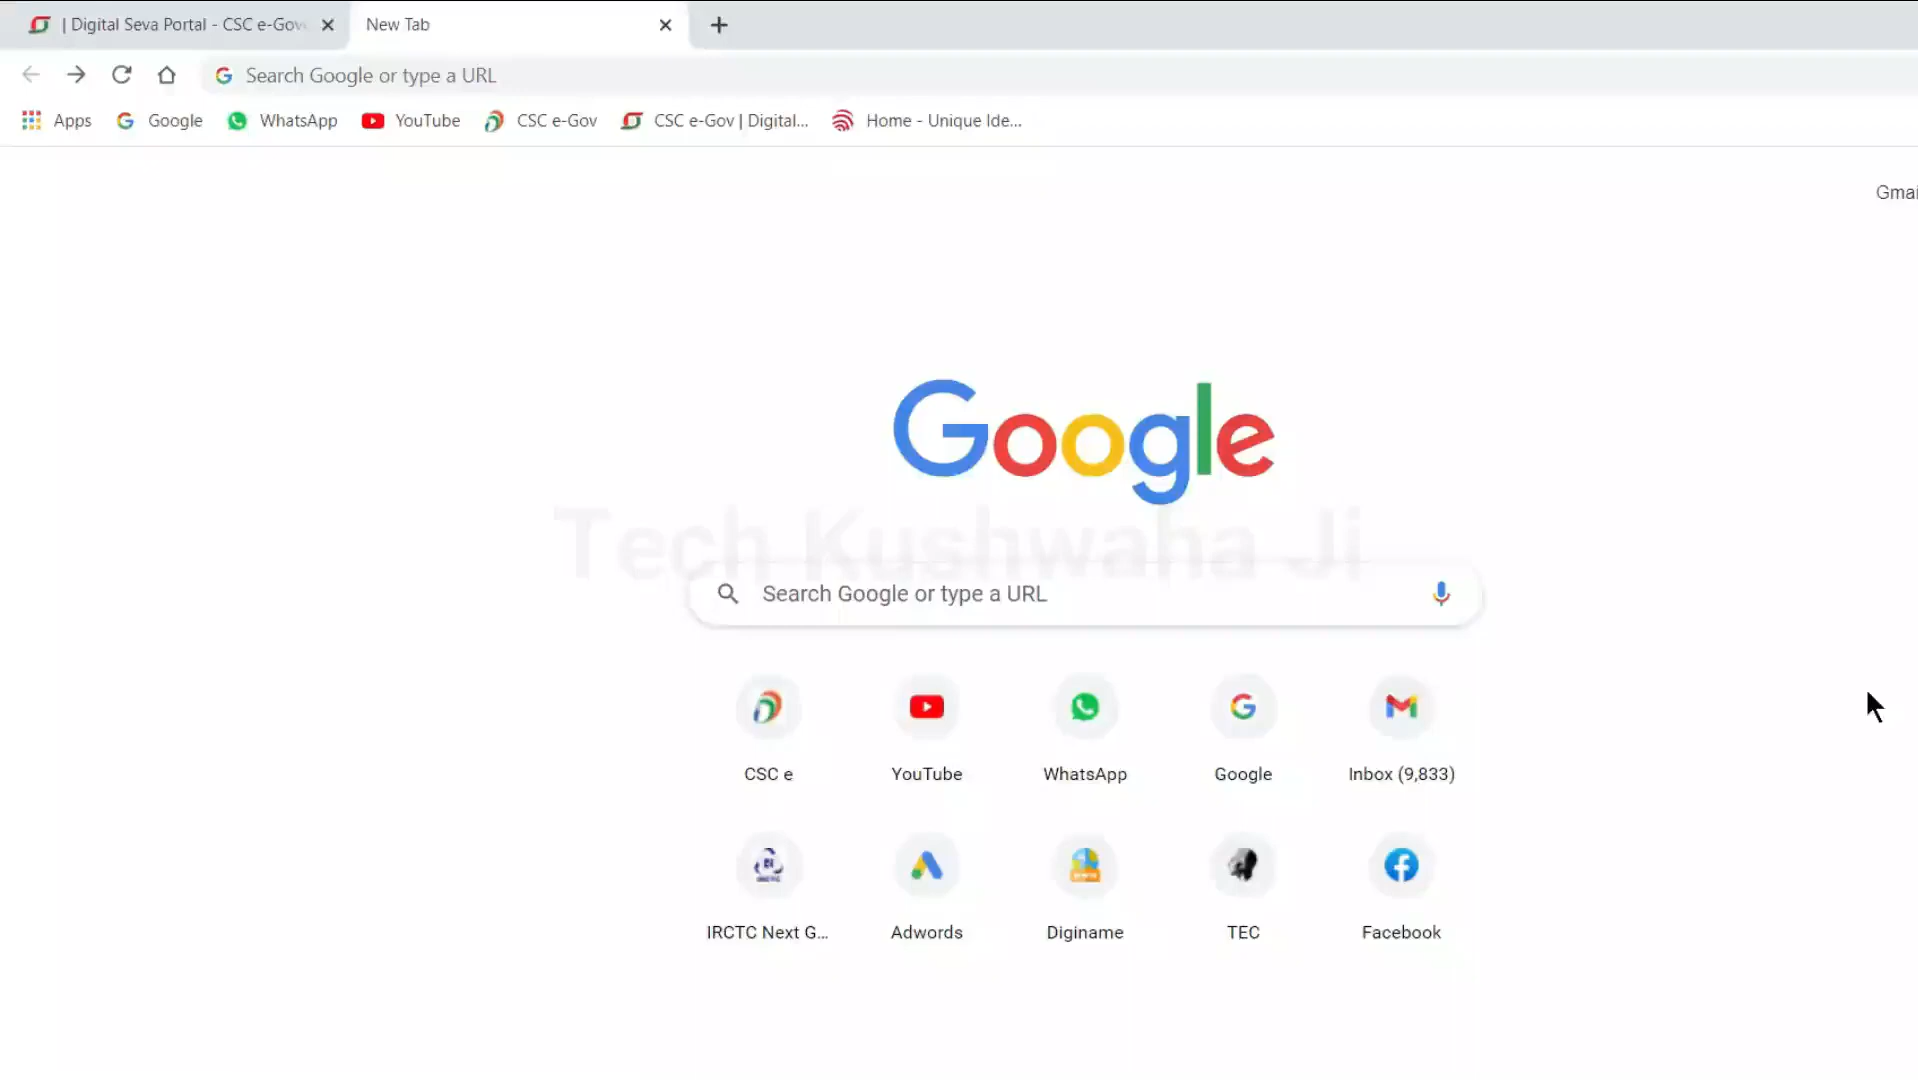 | Digital Seva Portal - CSC e-Gov
New Tab
Search Google or type a URL
Apps
Google
WhatsApp
YouTube
CSC e-Gov
CSC e-Gov | Digital...
Home - Unique Ide...
Gmai
Google
Tech Kushwaha Ji
Search Google or type a URL
CSC e
YouTube
WhatsApp
Google
Inbox (9,833)
IRCTC Next G...
Adwords
Diginame
TEC
Facebook